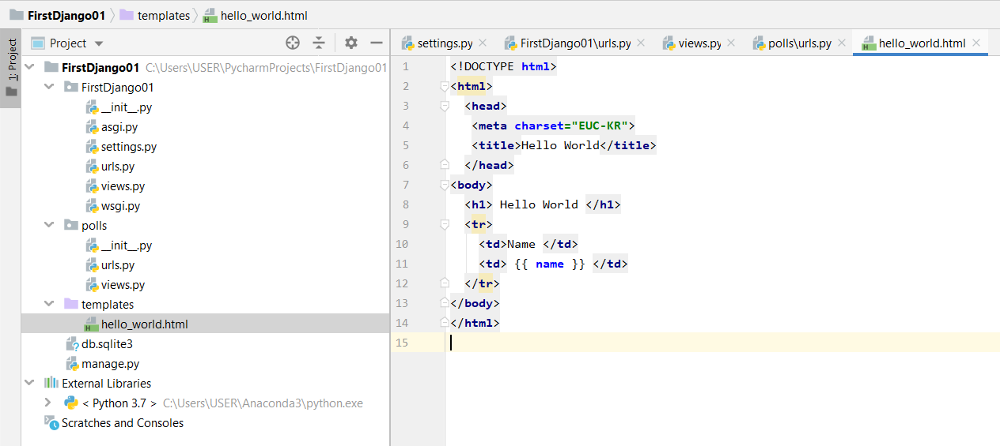 FirstDjango01 templates hello_world.html
1: Project
Project
settings.py FirstDjango01\urls.py views.py polls\urls.py hello_world.html
FirstDjango01 C:\Users\USER\PycharmProjects\FirstDjango01
FirstDjango01
__init__.py
asgi.py
settings.py
urls.py
views.py
wsgi.py
polls
__init__.py
urls.py
views.py
templates
hello_world.html
db.sqlite3
manage.py
External Libraries
< Python 3.7 > C:\Users\USER\Anaconda3\python.exe
Scratches and Consoles
1 <!DOCTYPE html>
2 <html>
3 <head>
4 <meta charset="EUC-KR">
5 <title>Hello World</title>
6 </head>
7 <body>
8 <h1> Hello World </h1>
9 <tr>
10 <td>Name </td>
11 <td> {{ name }} </td>
12 </tr>
13 </body>
14 </html>
15